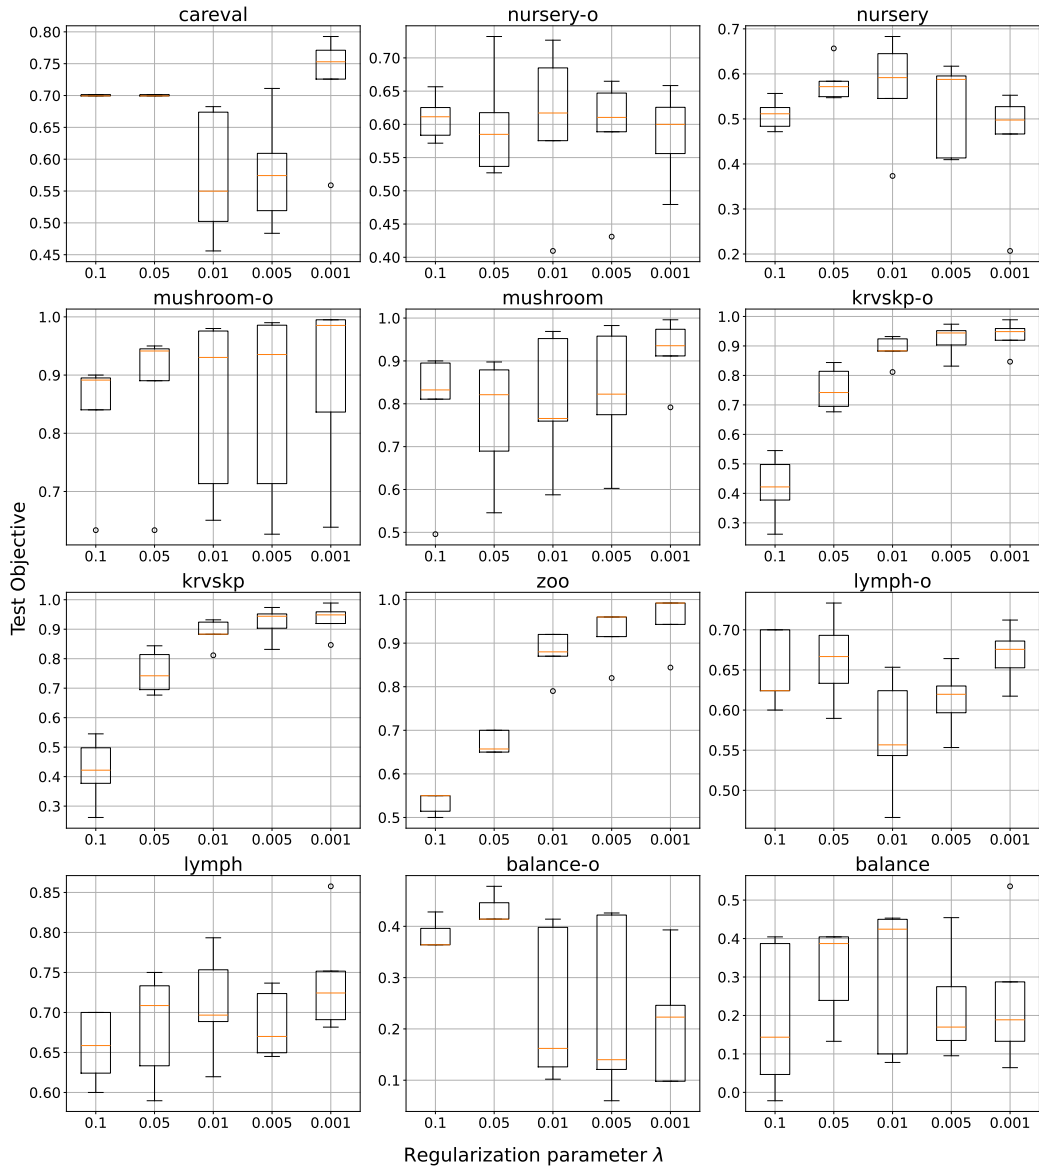 careval
0.80
0.75
0.70
0.65
0.60
0.55
0.50
0.45
0.1 0.05 0.01 0.005 0.001
nursery-o
0.70
0.65
0.60
0.55
0.50
0.45
0.40
0.1 0.05 0.01 0.005 0.001
nursery
0.7
0.6
0.5
0.4
0.3
0.2
0.1 0.05 0.01 0.005 0.001
mushroom-o
1.0
0.9
0.8
0.7
0.1 0.05 0.01 0.005 0.001
mushroom
1.0
0.9
0.8
0.7
0.6
0.5
0.1 0.05 0.01 0.005 0.001
krvskp-o
1.0
0.9
0.8
0.7
0.6
0.5
0.4
0.3
0.1 0.05 0.01 0.005 0.001
Test Objective
krvskp
1.0
0.9
0.8
0.7
0.6
0.5
0.4
0.3
0.1 0.05 0.01 0.005 0.001
zoo
1.0
0.9
0.8
0.7
0.6
0.5
0.1 0.05 0.01 0.005 0.001
lymph-o
0.70
0.65
0.60
0.55
0.50
0.1 0.05 0.01 0.005 0.001
lymph
0.85
0.80
0.75
0.70
0.65
0.60
0.1 0.05 0.01 0.005 0.001
balance-o
0.4
0.3
0.2
0.1
0.1 0.05 0.01 0.005 0.001
balance
0.5
0.4
0.3
0.2
0.1
0.0
0.1 0.05 0.01 0.005 0.001
Regularization parameter λ